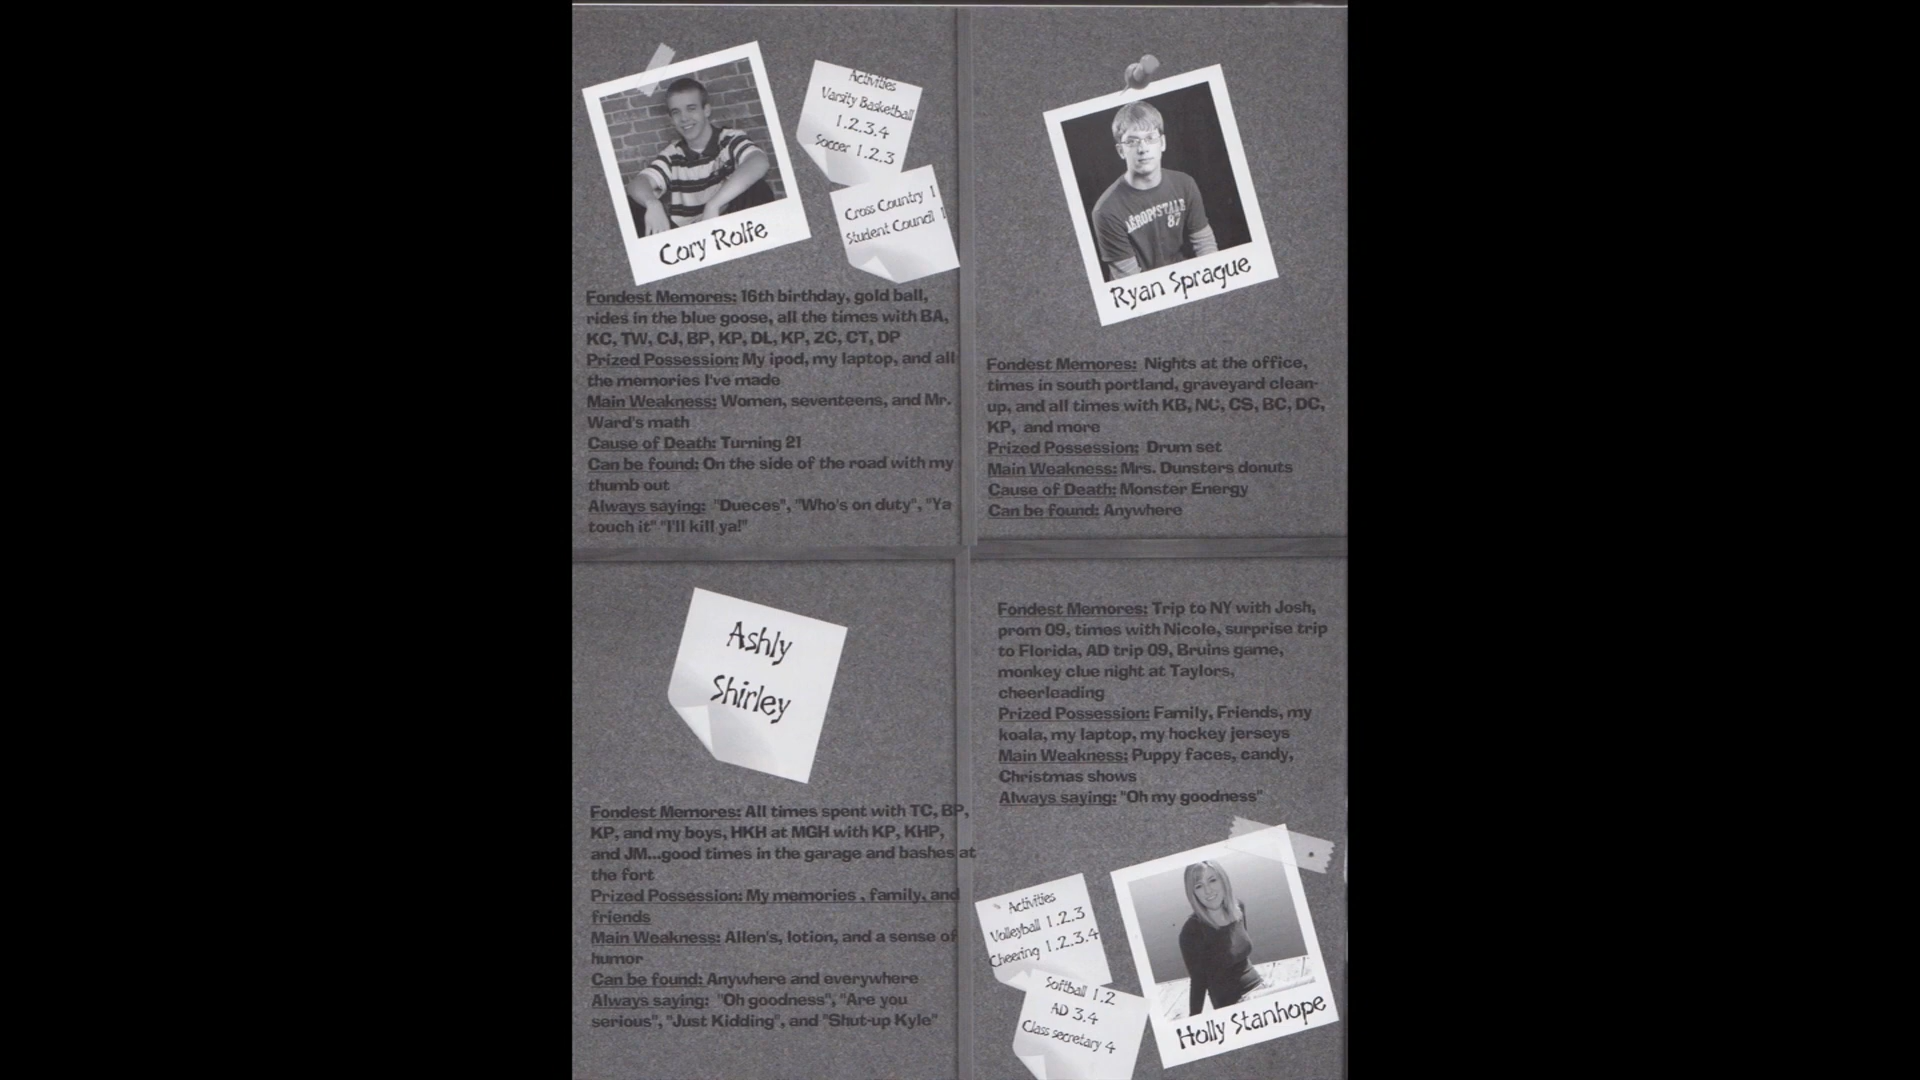 Activities
Varsity Basketball
1.2.3.4
Soccer 1.2.3
Cross Country 1
Student Council 1
Cory Rolfe
Fondest Memores: 16th birthday, gold ball,
rides in the blue goose, all the times with BA,
KC, TW, CJ, BP, KP, DL, KP, ZC, CT, DP
Prized Possession: My ipod, my laptop, and all
the memories I've made
Main Weakness: Women, seventeens, and Mr.
Ward's math
Cause of Death: Turning 21
Can be found: On the side of the road with my
thumb out
Always saying: "Dueces", "Who's on duty", "Ya
touch it" "I'll kill ya!"
AÉROPOSTALE
87
Ryan Sprague
Fondest Memores: Nights at the office,
times in south portland, graveyard clean-
up, and all times with KB, NC, CS, BC, DC,
KP, and more
Prized Possession: Drum set
Main Weakness: Mrs. Dunsters donuts
Cause of Death: Monster Energy
Can be found: Anywhere
Ashly
Shirley
Fondest Memores: All times spent with TC, BP,
KP, and my boys, HKH at MGH with KP, KHP,
and JM...good times in the garage and bashes at
the fort
Prized Possession: My memories , family, and
friends
Main Weakness: Allen's, lotion, and a sense of
humor
Can be found: Anywhere and everywhere
Always saying: "Oh goodness", "Are you
serious", "Just Kidding", and "Shut-up Kyle"
Fondest Memores: Trip to NY with Josh,
prom 09, times with Nicole, surprise trip
to Florida, AD trip 09, Bruins game,
monkey clue night at Taylors,
cheerleading
Prized Possession: Family, Friends, my
koala, my laptop, my hockey jerseys
Main Weakness: Puppy faces, candy,
Christmas shows
Always saying: "Oh my goodness"
Activities
Volleyball 1.2.3
Cheering 1.2.3.4
Softball 1.2
AD 3.4
Class secretary 4
Holly Stanhope